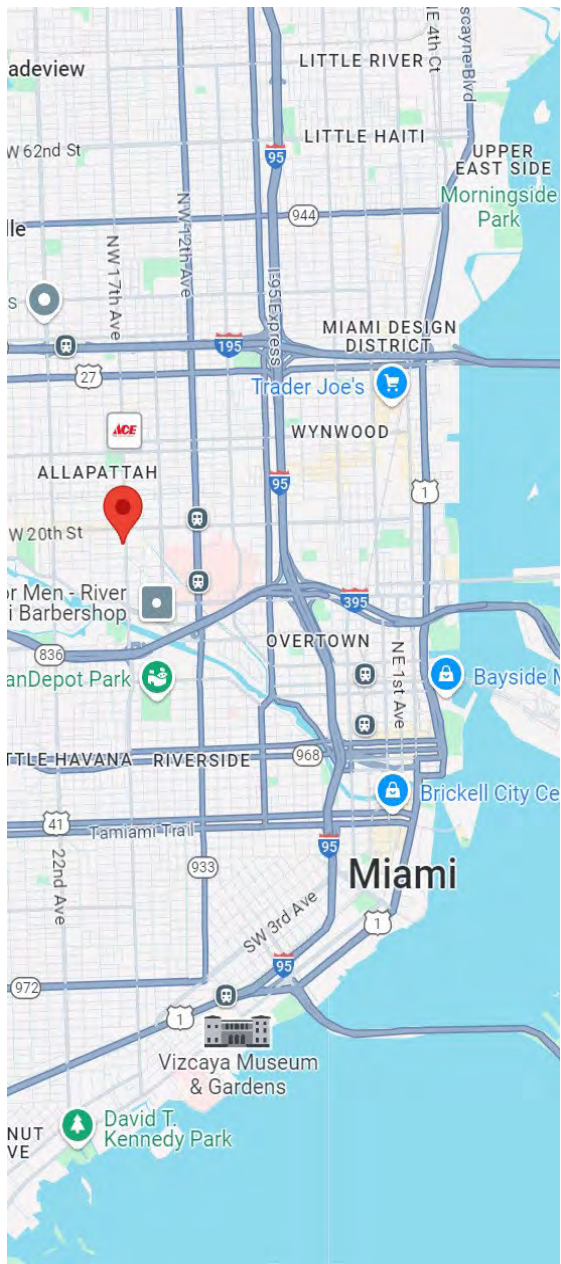 LITTLE RIVER
NE 4th Ct
scayne Blvd
adeview
LITTLE HAITI
W 62nd St
95
UPPER
EAST SIDE
Morningside
Park
NW 12th Ave
944
lle
NW 17th Ave
s
I-95 Express
MIAMI DESIGN
DISTRICT
195
27
Trader Joe's
ACE
WYNWOOD
ALLAPATTAH
95
1
W 20th St
or Men - River
i Barbershop
395
OVERTOWN
NE 1st Ave
836
anDepot Park
Bayside M
TTLE HAVANA
RIVERSIDE
968
Brickell City Ce
41
Tamiami Trail
95
22nd Ave
933
Miami
SW 3rd Ave
1
95
972
1
Vizcaya Museum
& Gardens
David T.
Kennedy Park
NUT
VE